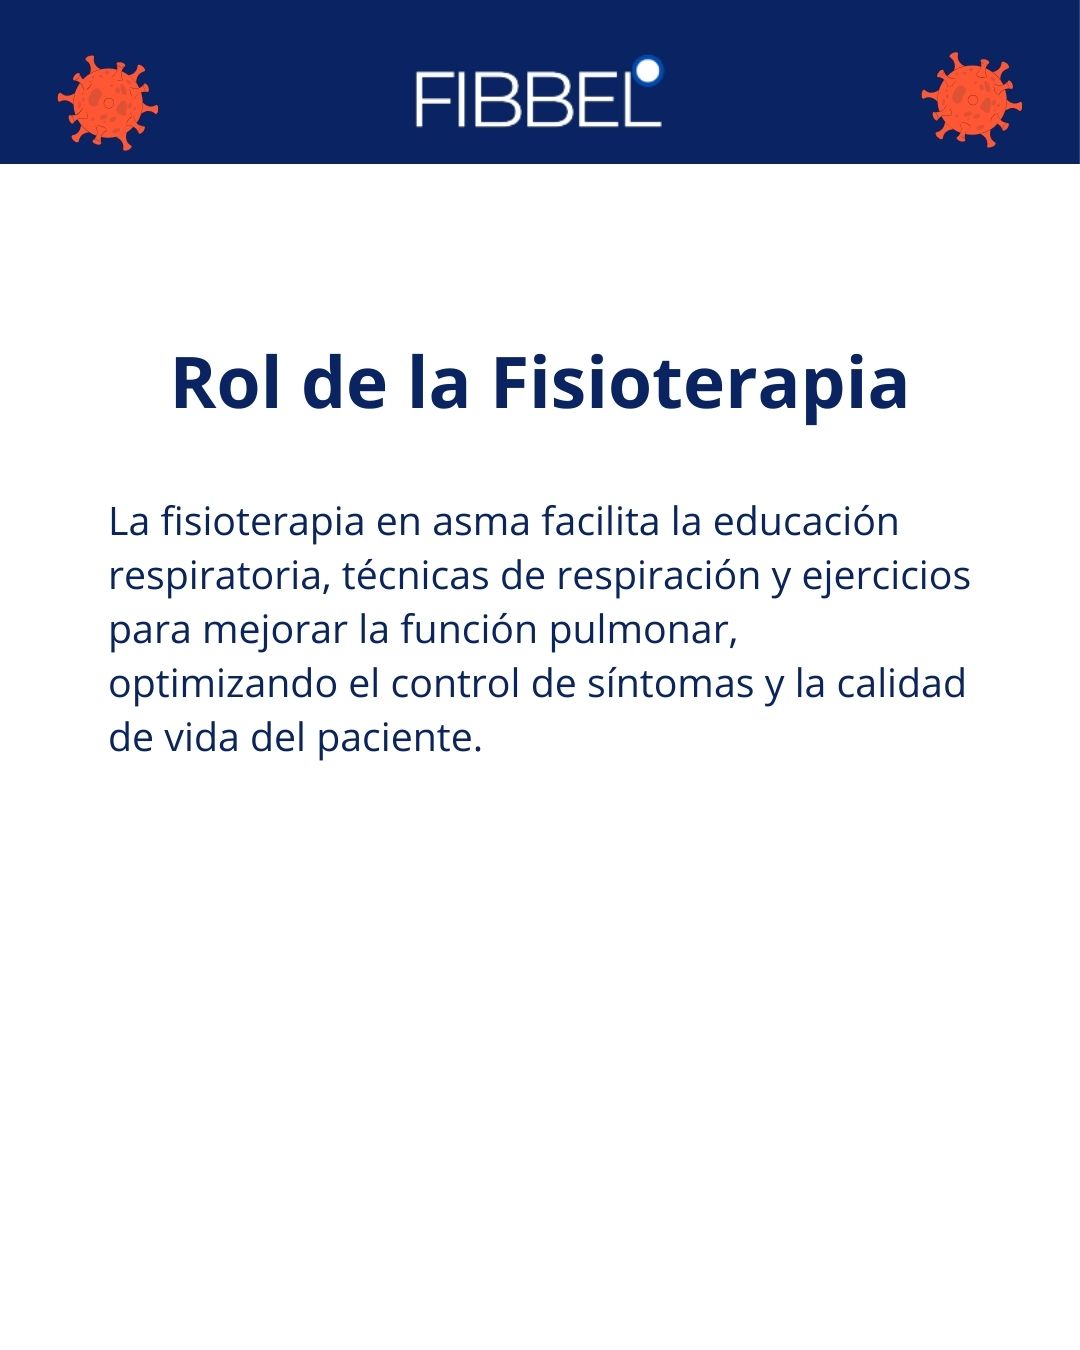 FIBBEL
Rol de la Fisioterapia
La fisioterapia en asma facilita la educación
respiratoria, técnicas de respiración y ejercicios
para mejorar la función pulmonar,
optimizando el control de síntomas y la calidad
de vida del paciente.